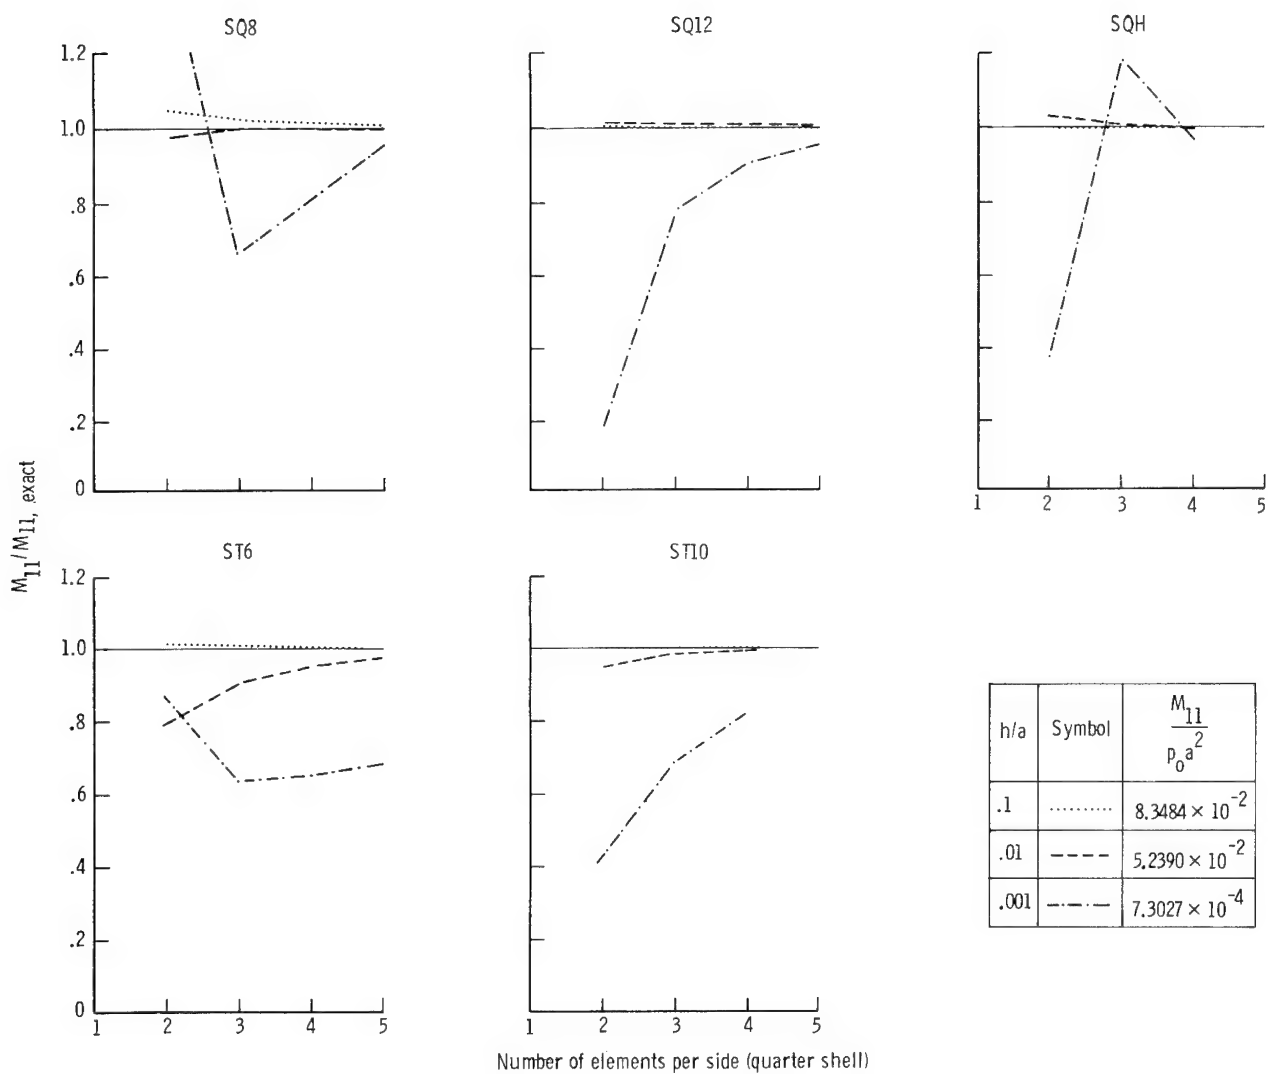 SQ8
SQ12
SQH
1.2
1.0
.8
.6
.4
.2
0
1 2 3 4 5
M11/M11, exact
ST6
ST10
1.2
1.0
.8
.6
.4
.2
0
1 2 3 4 5
1 2 3 4 5
Number of elements per side (quarter shell)
h/a Symbol M11/p₀a²
.1 8.3484 × 10⁻²
.01 5.2390 × 10⁻²
.001 7.3027 × 10⁻⁴